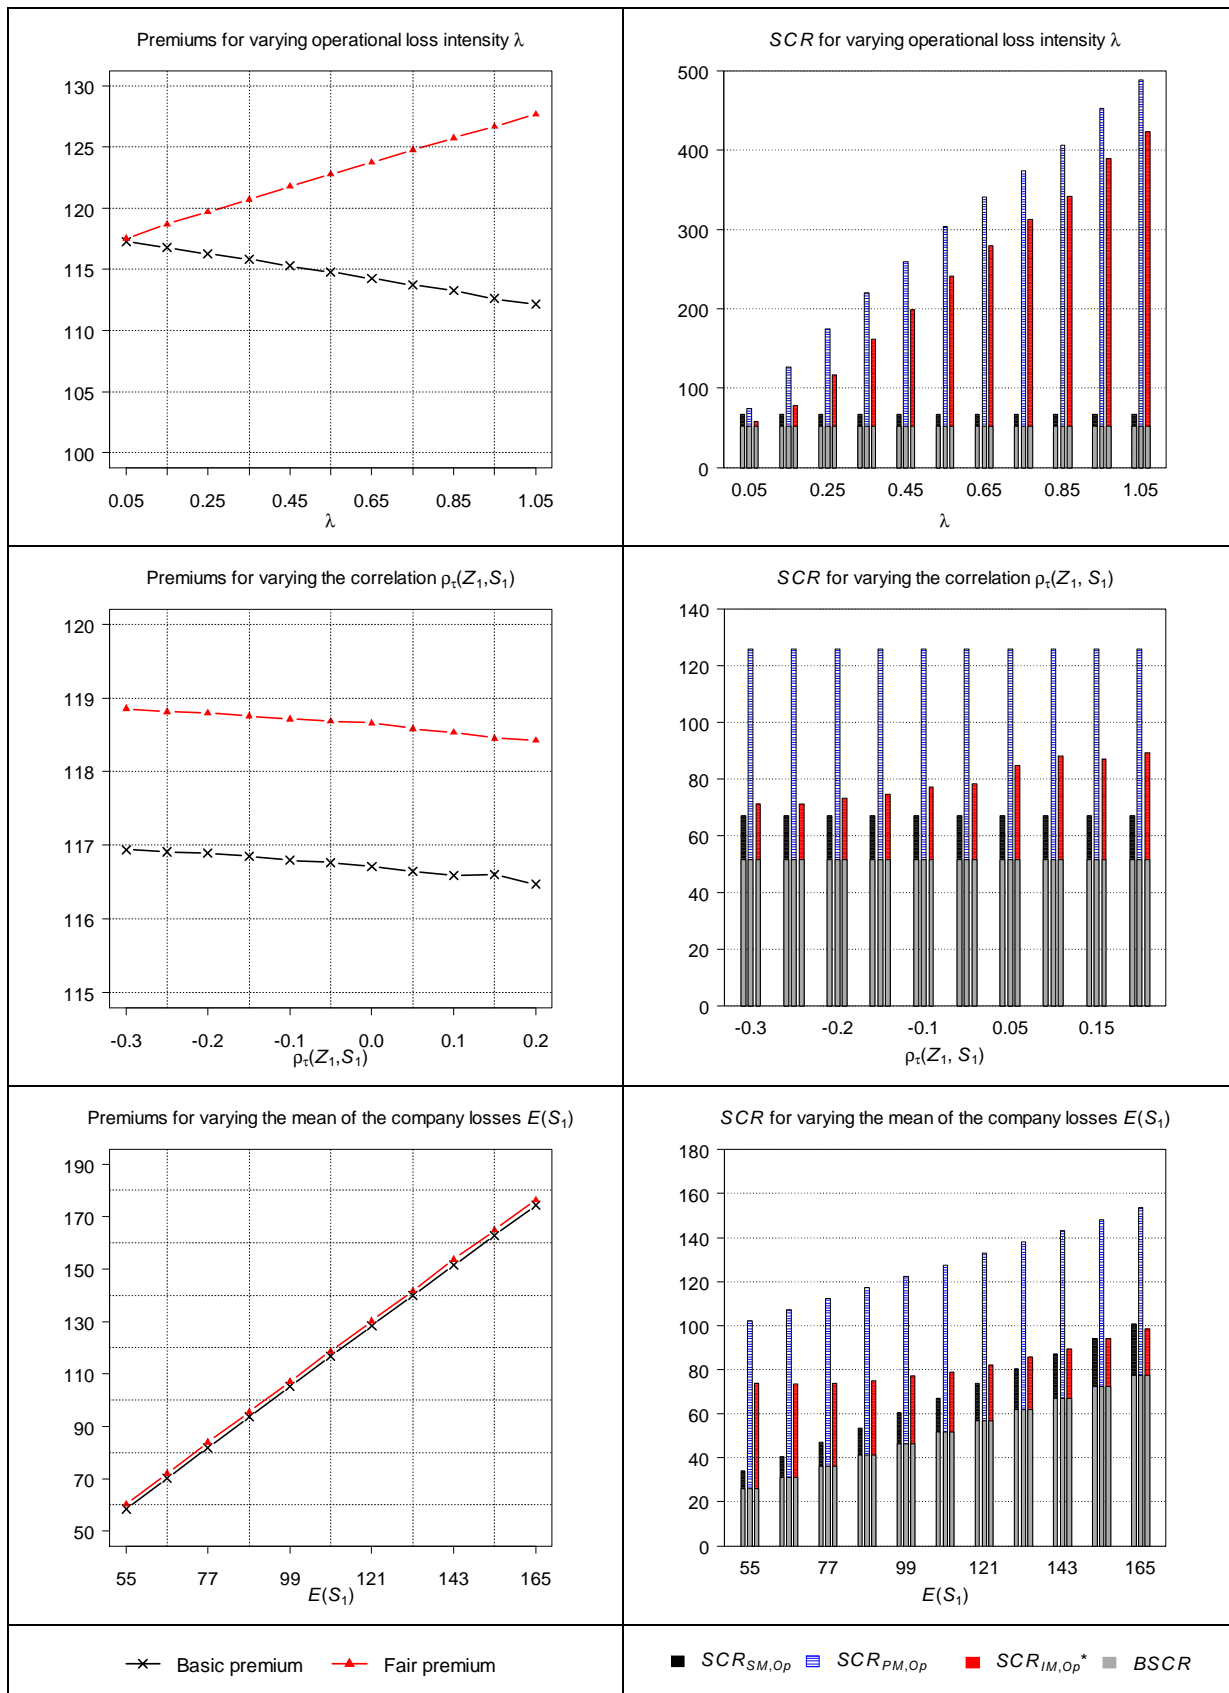 Premiums for varying operational loss intensity λ
130
125
120
115
110
105
100
0.05 0.25 0.45 0.65 0.85 1.05
λ
SCR for varying operational loss intensity λ
500
400
300
200
100
0
0.05 0.25 0.45 0.65 0.85 1.05
λ
Premiums for varying the correlation ρτ(Z1,S1)
120
119
118
117
116
115
-0.3 -0.2 -0.1 0.0 0.1 0.2
ρτ(Z1,S1)
SCR for varying the correlation ρτ(Z1, S1)
140
120
100
80
60
40
20
0
-0.3 -0.2 -0.1 0.05 0.15
ρτ(Z1, S1)
Premiums for varying the mean of the company losses E(S1)
190
170
150
130
110
90
70
50
55 77 99 121 143 165
E(S1)
SCR for varying the mean of the company losses E(S1)
180
160
140
120
100
80
60
40
20
0
55 77 99 121 143 165
E(S1)
Basic premium Fair premium
SCRSM,Op SCRPM,Op SCRIM,Op* BSCR